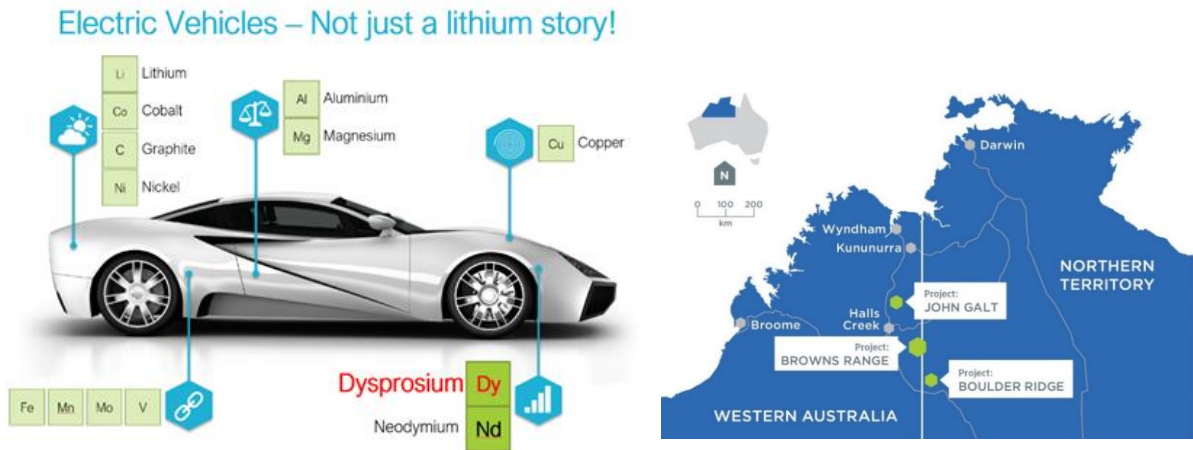 Electric Vehicles – Not just a lithium story!
Li Lithium
Co Cobalt
C Graphite
Ni Nickel
Al Aluminium
Mg Magnesium
Cu Copper
Dysprosium Dy
Neodymium Nd
Fe Mn Mo V
N
0 100 200
km
Darwin
Wyndham
Kununurra
NORTHERN
TERRITORY
Project:
JOHN GALT
Halls
Creek
Broome
Project:
BROWNS RANGE
Project:
BOULDER RIDGE
WESTERN AUSTRALIA